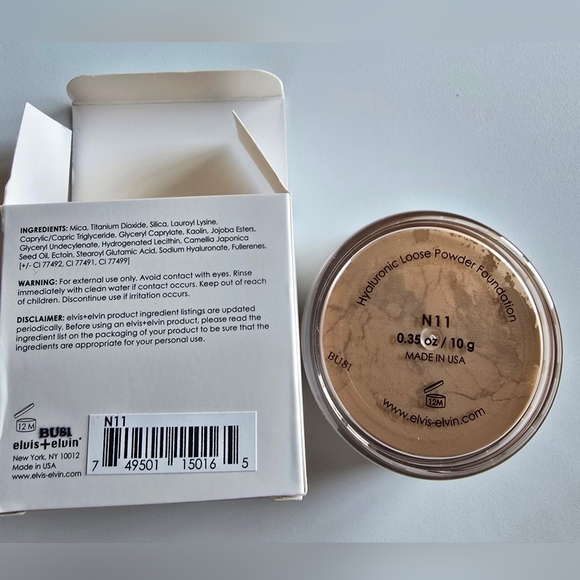 INGREDIENTS: Mica, Titanium Dioxide, Silica, Lauroyl Lysine,
Caprylic/Capric Triglyceride, Glyceryl Caprylate, Kaolin, Jojoba Esters,
Glyceryl Undecylenate, Hydrogenated Lecithin, Camellia Japonica
Seed Oil, Ectoin, Stearoyl Glutamic Acid, Sodium Hyaluronate, Fullerenes.
[+/- CI 77492, CI 77491, CI 77499]
WARNING: For external use only. Avoid contact with eyes. Rinse
immediately with clean water if contact occurs. Keep out of reach
of children. Discontinue use if irritation occurs.
DISCLAIMER: elvis+elvin product ingredient listings are updated
periodically. Before using an elvis+elvin product, please read the
ingredient list on the packaging of your product to be sure that the
ingredients are appropriate for your personal use.
12 M
BU81
elvis+elvin
New York, NY 10012
Made in USA
www.elvis-elvin.com
N11
7 49501 15016 5
Hyaluronic Loose Powder Foundation
N11
0.35 oz / 10 g
MADE IN USA
BU81
12M
www.elvis-elvin.com